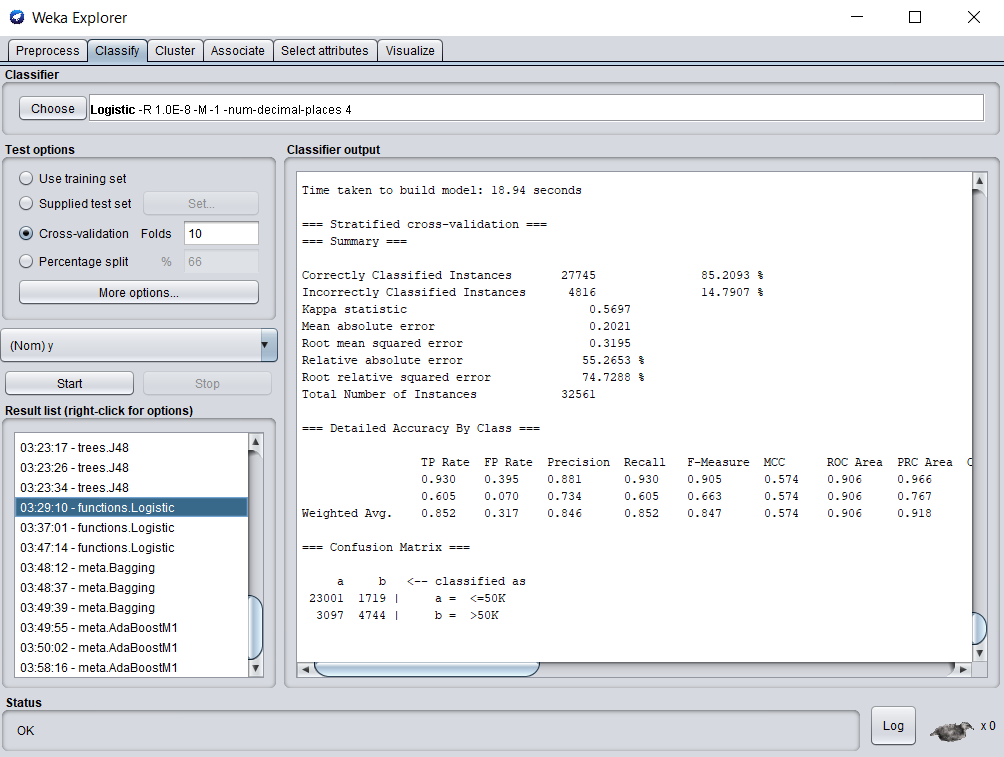 Weka Explorer
Preprocess Classify Cluster Associate Select attributes Visualize
Classifier
Choose Logistic -R 1.0E-8 -M -1 -num-decimal-places 4
Test options
Use training set
Supplied test set Set...
Cross-validation Folds 10
Percentage split % 66
More options...
(Nom) y
Start Stop
Result list (right-click for options)
03:23:17 - trees.J48
03:23:26 - trees.J48
03:23:34 - trees.J48
03:29:10 - functions.Logistic
03:37:01 - functions.Logistic
03:47:14 - functions.Logistic
03:48:12 - meta.Bagging
03:48:37 - meta.Bagging
03:49:39 - meta.Bagging
03:49:55 - meta.AdaBoostM1
03:50:02 - meta.AdaBoostM1
03:58:16 - meta.AdaBoostM1
Classifier output
Time taken to build model: 18.94 seconds
=== Stratified cross-validation ===
=== Summary ===
Correctly Classified Instances 27745 85.2093 %
Incorrectly Classified Instances 4816 14.7907 %
Kappa statistic 0.5697
Mean absolute error 0.2021
Root mean squared error 0.3195
Relative absolute error 55.2653 %
Root relative squared error 74.7288 %
Total Number of Instances 32561
=== Detailed Accuracy By Class ===
TP Rate FP Rate Precision Recall F-Measure MCC ROC Area PRC Area C
0.930 0.395 0.881 0.930 0.905 0.574 0.906 0.966
0.605 0.070 0.734 0.605 0.663 0.574 0.906 0.767
Weighted Avg. 0.852 0.317 0.846 0.852 0.847 0.574 0.906 0.918
=== Confusion Matrix ===
a b <-- classified as
23001 1719 | a = <=50K
3097 4744 | b = >50K
Status
OK
Log x 0